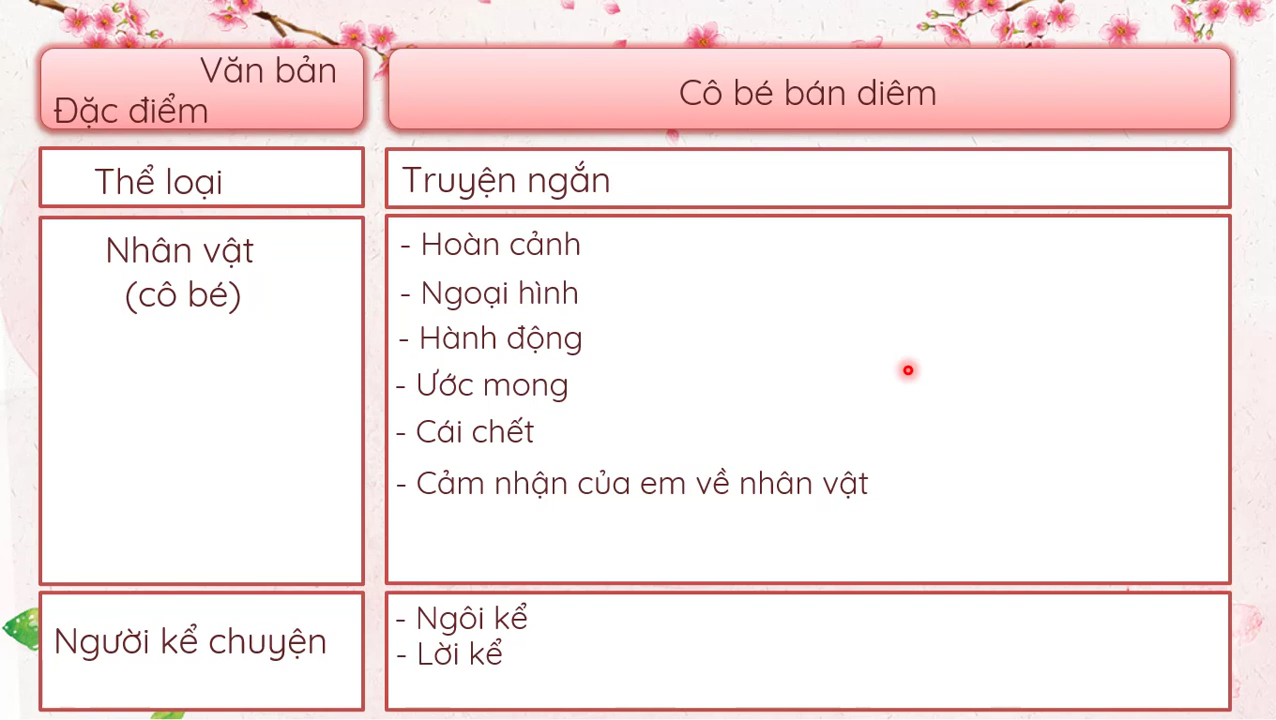 Văn bản
Đặc điểm
Cô bé bán diêm
Thể loại
Truyện ngắn
Nhân vật
(cô bé)
- Hoàn cảnh
- Ngoại hình
- Hành động
- Ước mong
- Cái chết
- Cảm nhận của em về nhân vật
Người kể chuyện
- Ngôi kể
- Lời kể